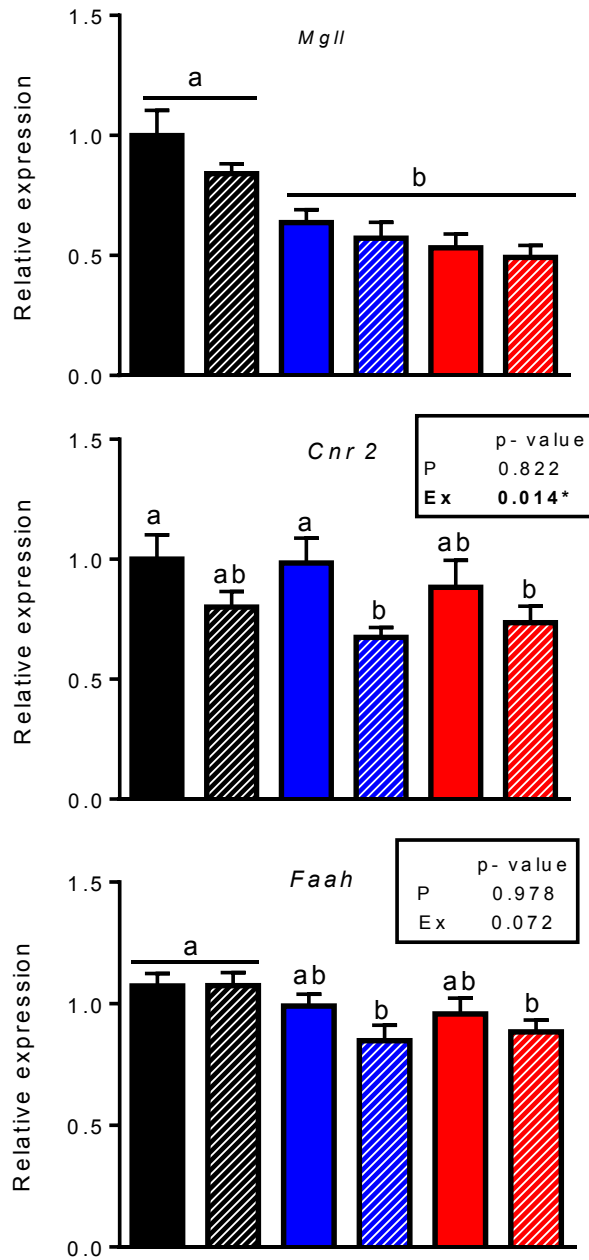 Mgll
1.5
a
Relative expression
1.0
b
0.5
0.0
Cnr 2
p- value
P 0.822
Ex 0.014*
1.5
a
a
ab
ab
1.0
b
b
Relative expression
0.5
0.0
Faah
p- value
P 0.978
Ex 0.072
1.5
a
ab
ab
b
b
1.0
Relative expression
0.5
0.0